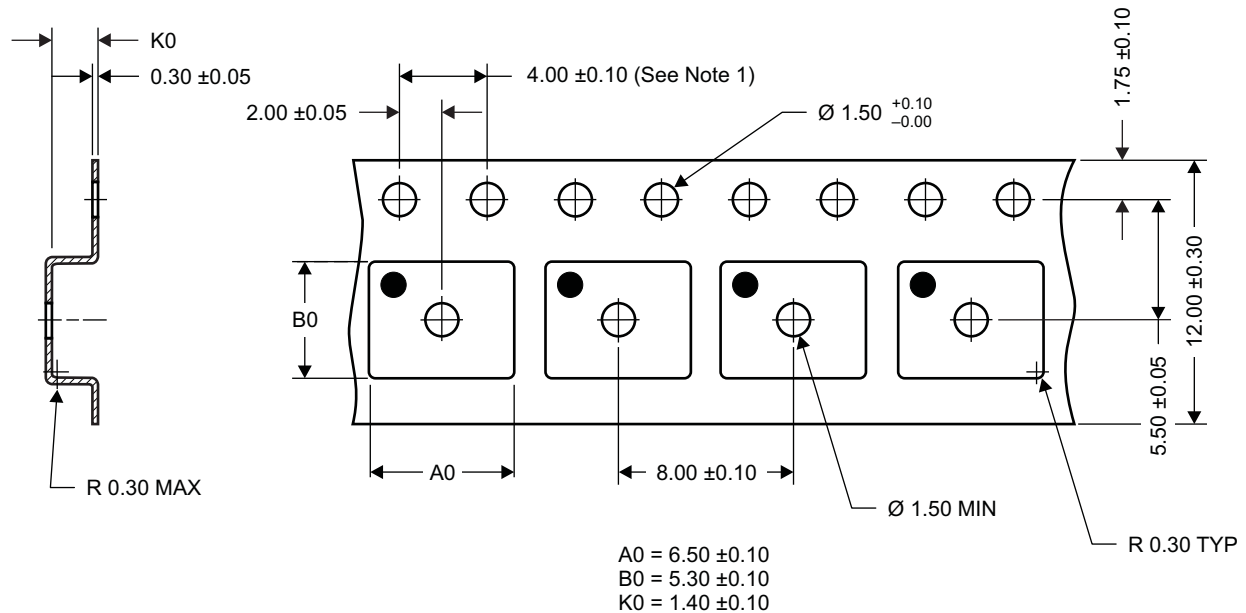 K0
0.30 ±0.05
4.00 ±0.10 (See Note 1)
2.00 ±0.05
Ø 1.50 +0.10 –0.00
1.75 ±0.10
B0
12.00 ±0.30
5.50 ±0.05
R 0.30 MAX
A0
8.00 ±0.10
Ø 1.50 MIN
R 0.30 TYP
A0 = 6.50 ±0.10
B0 = 5.30 ±0.10
K0 = 1.40 ±0.10